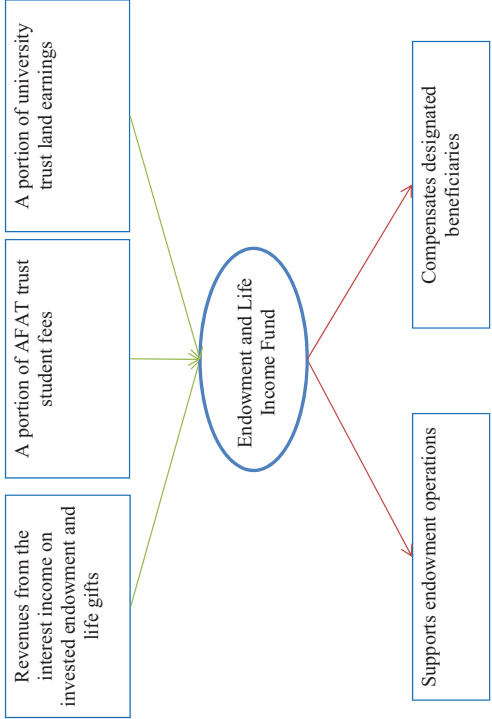 Revenues from the
interest income on
invested endowment and
life gifts
A portion of AFAT trust
student fees
A portion of university
trust land earnings
Endowment and Life
Income Fund
Supports endowment operations
Compensates designated
beneficiaries